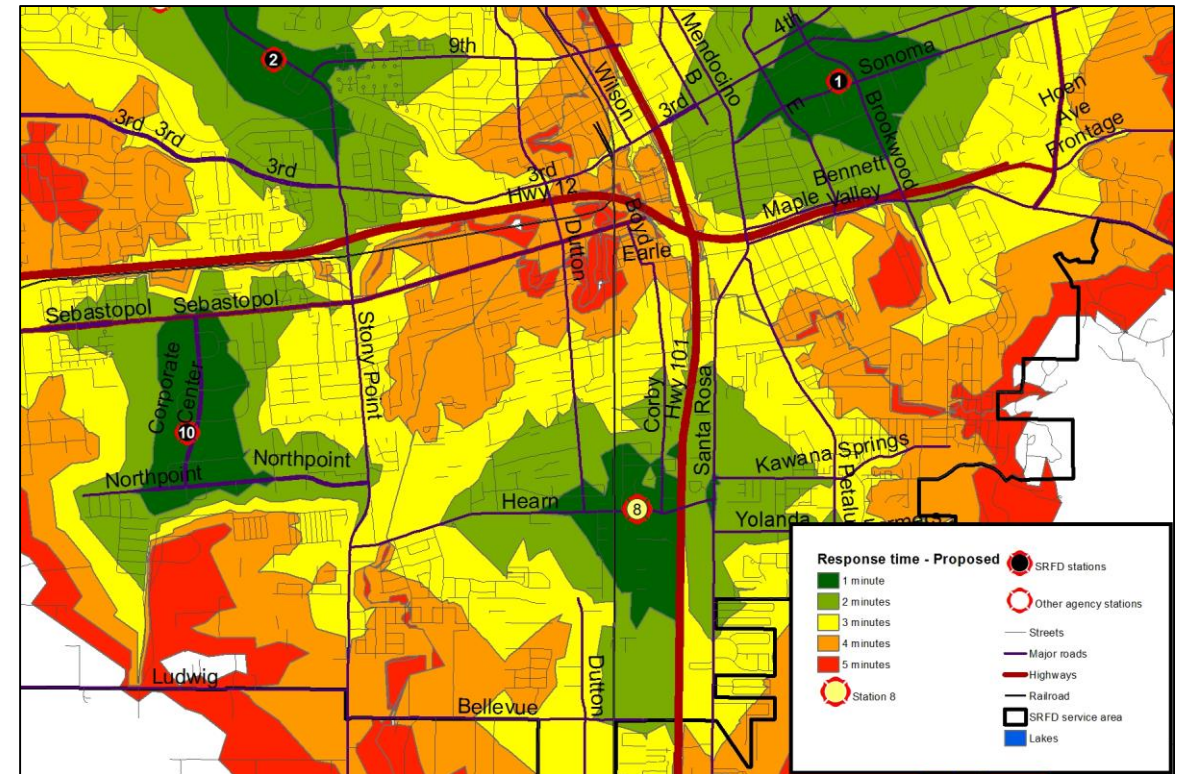 2
9th
Wilson
Mendocino
B
4th
1
Sonoma
E
3rd
Brookwood
Hoen
Ave
Frontage
3rd
3rd
3rd
3rd
Hwy 12
Bennett
Maple Valley
Boyd
Dutton
Earle
Sebastopol Sebastopol
Stony Point
Corporate
Center
10
Corby
Hwy 101
Santa Rosa
Northpoint
Northpoint
Kawana Springs
Petalu
Hearn
8
Yolanda
Ludwig
Bellevue
Dutton
Response time - Proposed
1 minute
2 minutes
3 minutes
4 minutes
5 minutes
Station 8
SRFD stations
Other agency stations
Streets
Major roads
Highways
Railroad
SRFD service area
Lakes